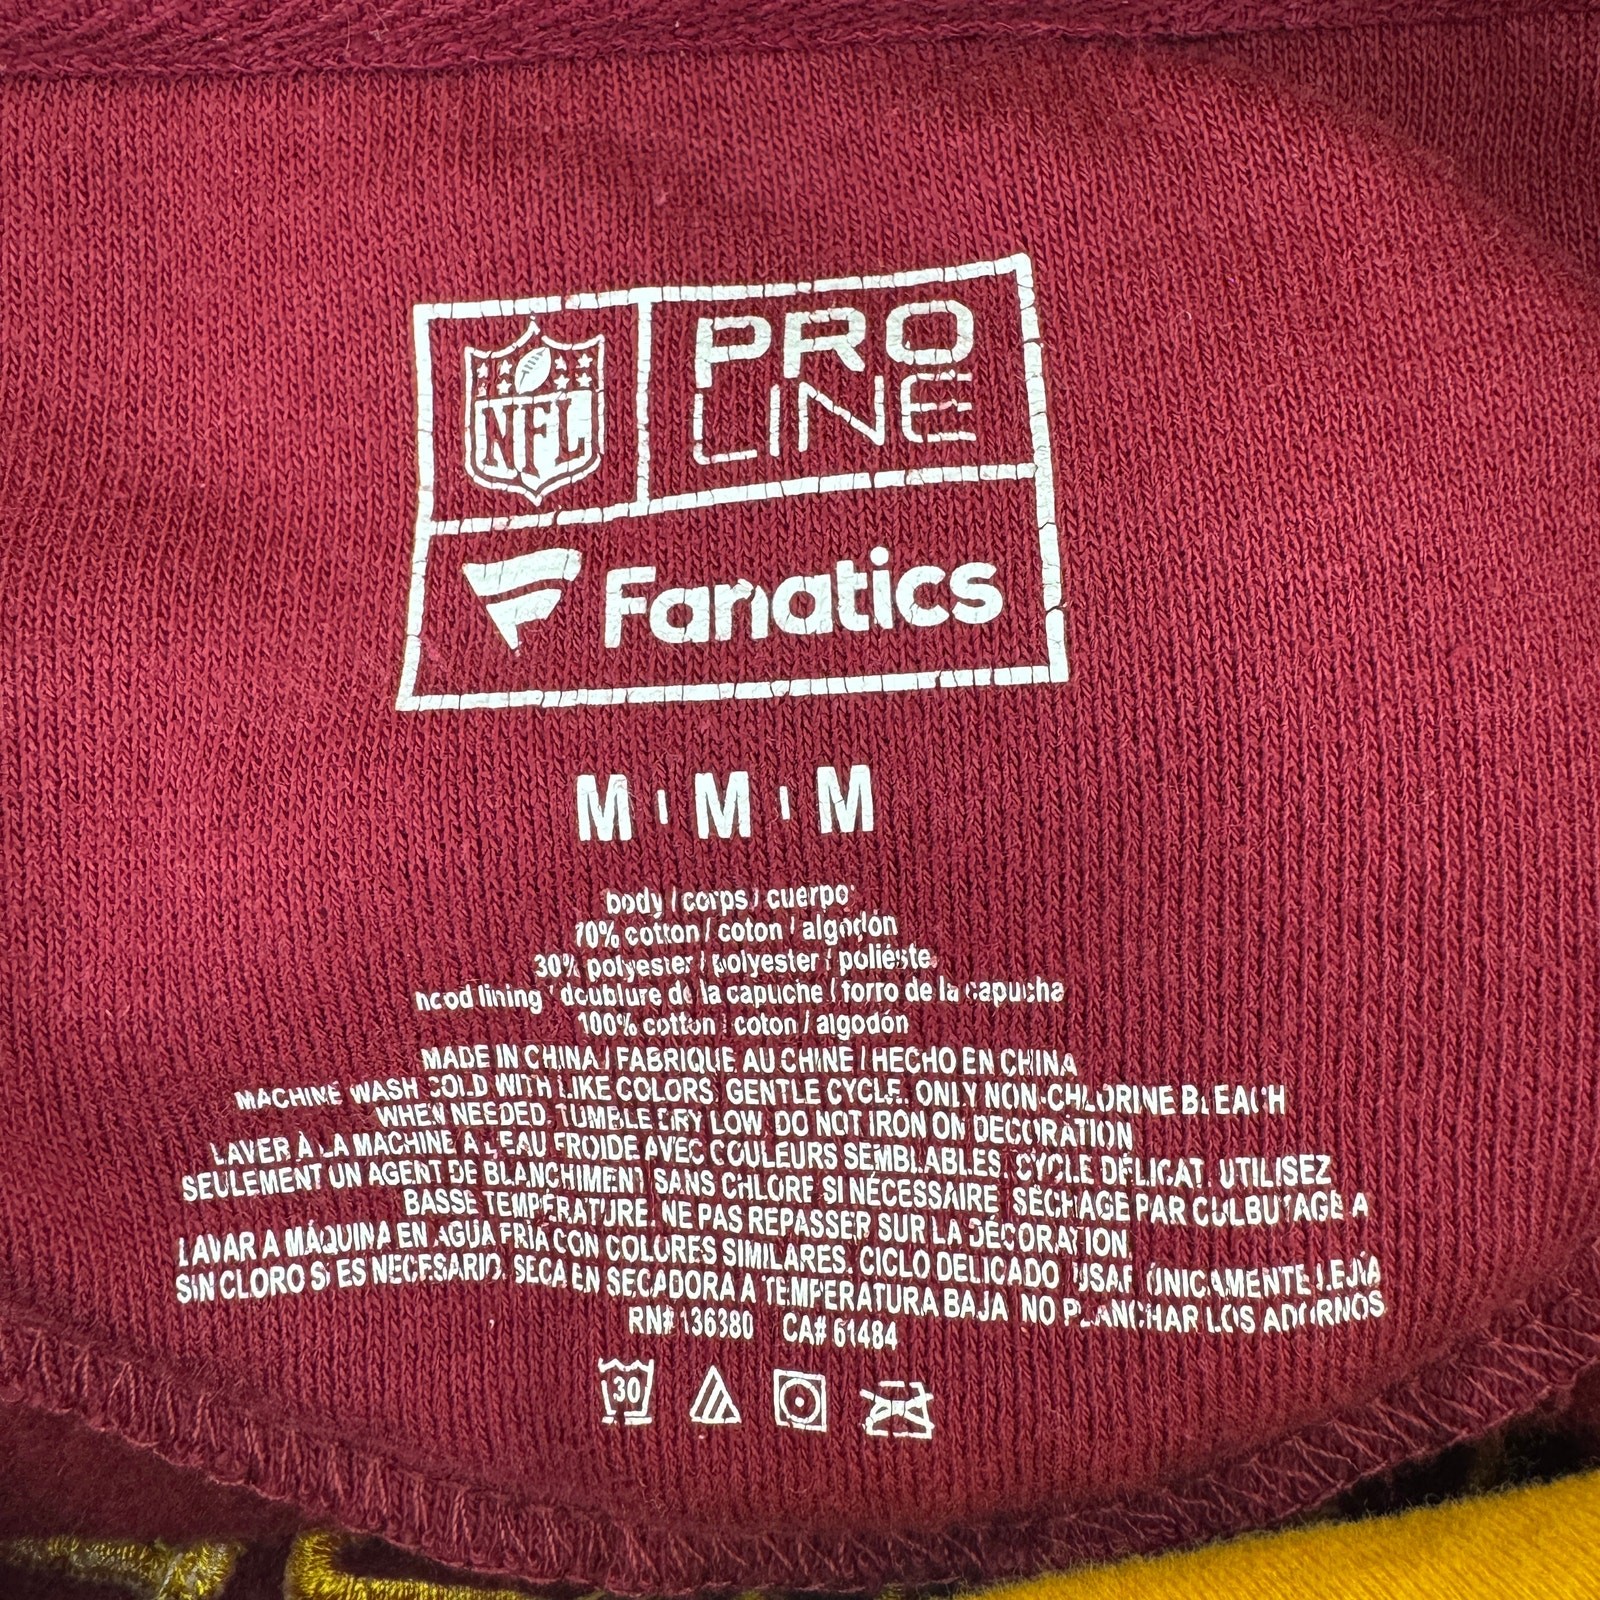 NFL
PRO
LINE
Fanatics
M | M | M
body / corps / cuerpo:
70% cotton / coton / algodón
30% polyester / polyester / poliéste
hood lining / doublure de la capuche / forro de la capucha
100% cotton / coton / algodón
MADE IN CHINA / FABRIQUE AU CHINE / HECHO EN CHINA
MACHINE WASH COLD WITH LIKE COLORS, GENTLE CYCLE. ONLY NON-CHLORINE BLEACH
WHEN NEEDED. TUMBLE DRY LOW. DO NOT IRON ON DECORATION
LAVER À LA MACHINE A L'EAU FROIDE AVEC COULEURS SEMBLABLES, CYCLE DÉLICAT. UTILISEZ
SEULEMENT UN AGENT DE BLANCHIMENT SANS CHLORE SI NÉCESSAIRE. SÉCHAGE PAR CULBUTAGE A
BASSE TEMPÉRATURE. NE PAS REPASSER SUR LA DÉCORATION.
LAVAR A MÁQUINA EN AGUA FRIA CON COLORES SIMILARES. CICLO DELICADO. USAR ÚNICAMENTE LEJÍA
SIN CLORO SI ES NECESARIO. SECA EN SECADORA A TEMPERATURA BAJA. NO PLANCHAR LOS ADORNOS
RN# 136380 CA# 61484
30